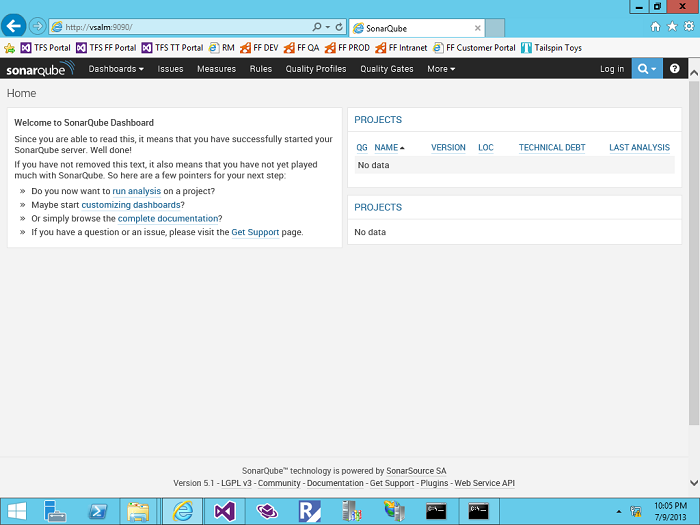 http://vsalm:9090/
SonarQube
TFS Portal TFS FF Portal TFS TT Portal RM FF DEV FF QA FF PROD FF Intranet FF Customer Portal Tailspin Toys
sonarqube Dashboards Issues Measures Rules Quality Profiles Quality Gates More Log in
Home
Welcome to SonarQube Dashboard
Since you are able to read this, it means that you have successfully started your
SonarQube server. Well done!
If you have not removed this text, it also means that you have not yet played
much with SonarQube. So here are a few pointers for your next step:
» Do you now want to run analysis on a project?
» Maybe start customizing dashboards?
» Or simply browse the complete documentation?
» If you have a question or an issue, please visit the Get Support page.
PROJECTS
QG NAME VERSION LOC TECHNICAL DEBT LAST ANALYSIS
No data
PROJECTS
No data
SonarQube™ technology is powered by SonarSource SA
Version 5.1 - LGPL v3 - Community - Documentation - Get Support - Plugins - Web Service API
10:05 PM
7/9/2013